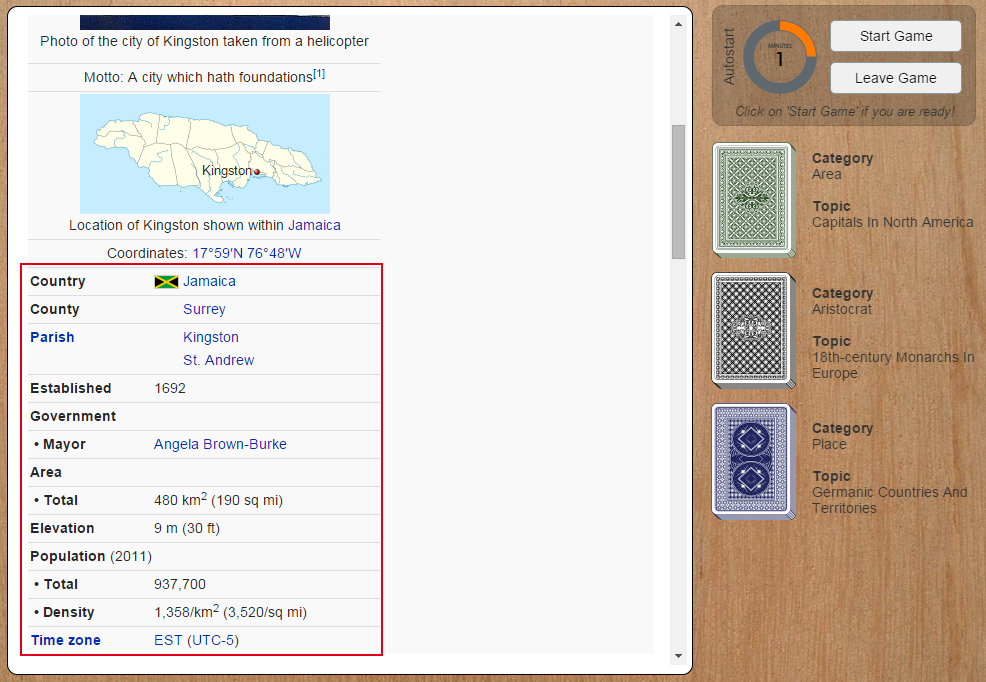 Photo of the city of Kingston taken from a helicopter
Motto: A city which hath foundations[1]
Kingston
Location of Kingston shown within Jamaica
Coordinates: 17°59′N 76°48′W
Country Jamaica
County Surrey
Parish Kingston
St. Andrew
Established 1692
Government
• Mayor Angela Brown-Burke
Area
• Total 480 km2 (190 sq mi)
Elevation 9 m (30 ft)
Population (2011)
• Total 937,700
• Density 1,358/km2 (3,520/sq mi)
Time zone EST (UTC-5)
Autostart
MINUTES
1
Start Game
Leave Game
Click on 'Start Game' if you are ready!
Category
Area
Topic
Capitals In North America
Category
Aristocrat
Topic
18th-century Monarchs In
Europe
Category
Place
Topic
Germanic Countries And
Territories